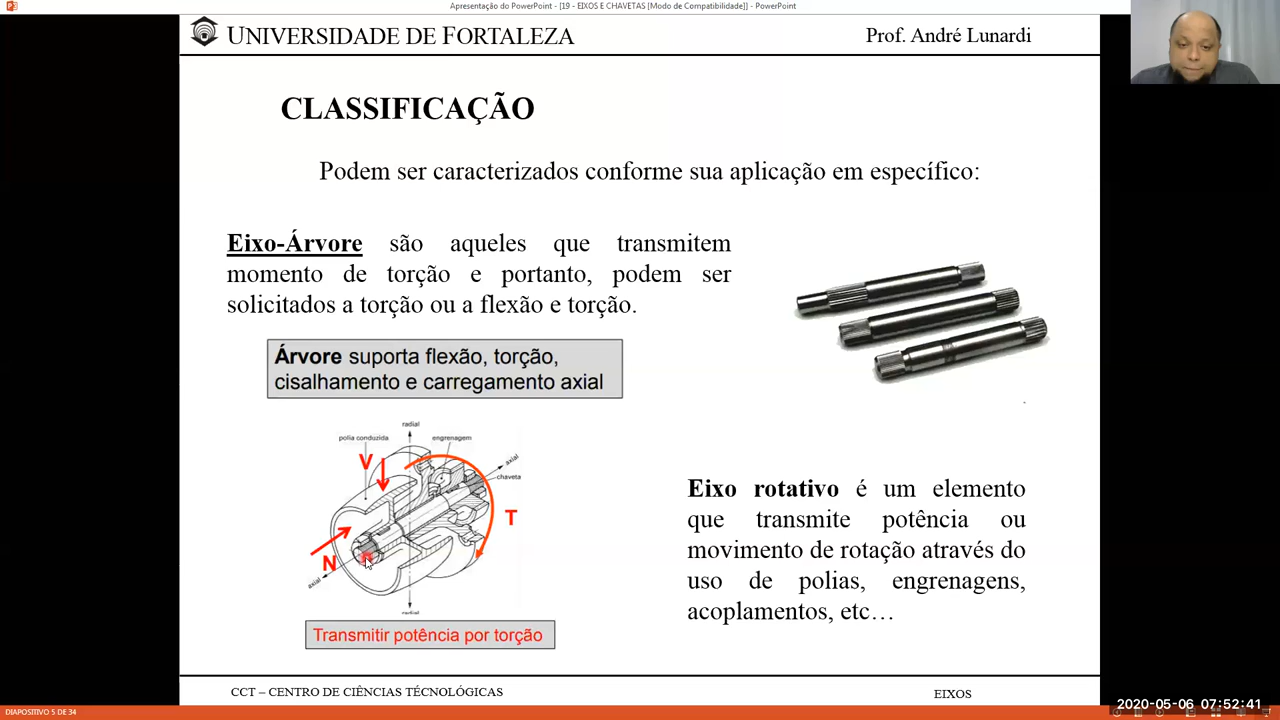 Apresentação do PowerPoint - [19 - EIXOS E CHAVETAS [Modo de Compatibilidade]] - PowerPoint
UNIVERSIDADE DE FORTALEZA
Prof. André Lunardi
CLASSIFICAÇÃO
Podem ser caracterizados conforme sua aplicação em específico:
Eixo-Árvore são aqueles que transmitem
momento de torção e portanto, podem ser
solicitados a torção ou a flexão e torção.
Árvore suporta flexão, torção,
cisalhamento e carregamento axial
radial
polia conduzida
engrenagem
V
axial
chaveta
T
N
axial
radial
Transmitir potência por torção
Eixo rotativo é um elemento
que transmite potência ou
movimento de rotação através do
uso de polias, engrenagens,
acoplamentos, etc…
CCT – CENTRO DE CIÊNCIAS TÉCNOLÓGICAS
EIXOS
2020-05-06 07:52:41
DIAPOSITIVO 5 DE 34